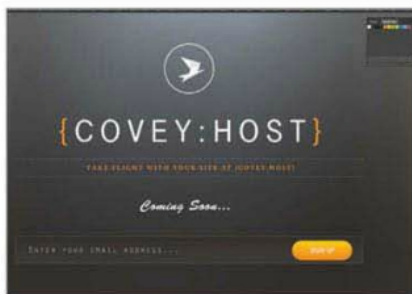 {COVEY:HOST}
TAKE FLIGHT WITH YOUR SITE AT {COVEY:HOST}
Coming Soon...
ENTER YOUR EMAIL ADDRESS...
SIGN UP